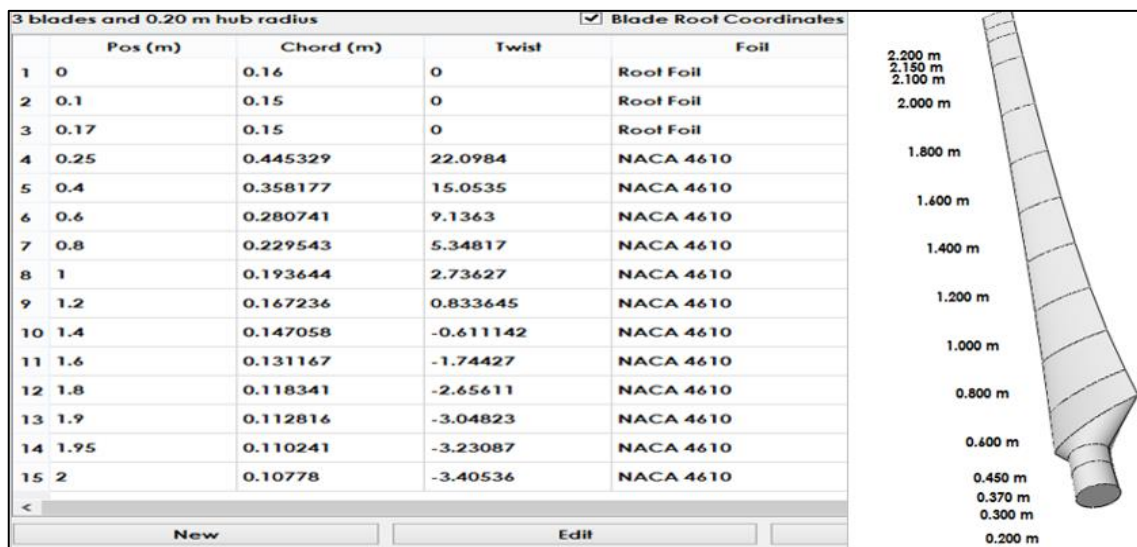 3 blades and 0.20 m hub radius Blade Root Coordinates
Pos (m) Chord (m) Twist Foil
1 0 0.16 0 Root Foil
2 0.1 0.15 0 Root Foil
3 0.17 0.15 0 Root Foil
4 0.25 0.445329 22.0984 NACA 4610
5 0.4 0.358177 15.0535 NACA 4610
6 0.6 0.280741 9.1363 NACA 4610
7 0.8 0.229543 5.34817 NACA 4610
8 1 0.193644 2.73627 NACA 4610
9 1.2 0.167236 0.833645 NACA 4610
10 1.4 0.147058 -0.611142 NACA 4610
11 1.6 0.131167 -1.74427 NACA 4610
12 1.8 0.118341 -2.65611 NACA 4610
13 1.9 0.112816 -3.04823 NACA 4610
14 1.95 0.110241 -3.23087 NACA 4610
15 2 0.10778 -3.40536 NACA 4610
New Edit
2.200 m
2.150 m
2.100 m
2.000 m
1.800 m
1.600 m
1.400 m
1.200 m
1.000 m
0.800 m
0.600 m
0.450 m
0.370 m
0.300 m
0.200 m